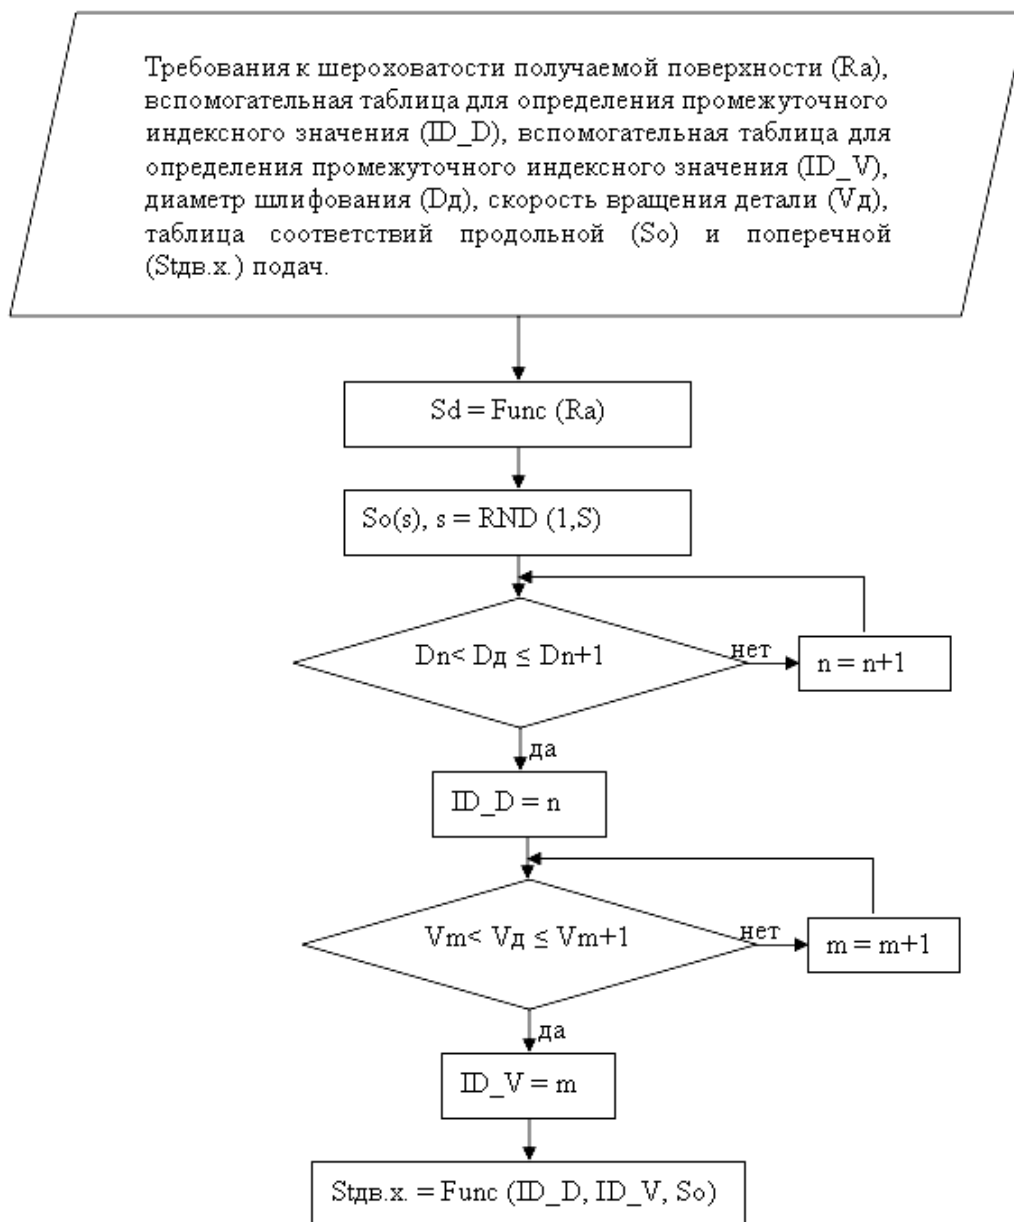 Требования к шероховатости получаемой поверхности (Ra),
вспомогательная таблица для определения промежуточного
индексного значения (ID_D), вспомогательная таблица для
определения промежуточного индексного значения (ID_V),
диаметр шлифования (Dд), скорость вращения детали (Vд),
таблица соответствий продольной (So) и поперечной
(Stдв.х.) подач.
Sd = Func (Ra)
So(s), s = RND (1,S)
Dn< Dд ≤ Dn+1
нет
n = n+1
да
ID_D = n
Vm< Vд ≤ Vm+1
нет
m = m+1
да
ID_V = m
Stдв.х. = Func (ID_D, ID_V, So)